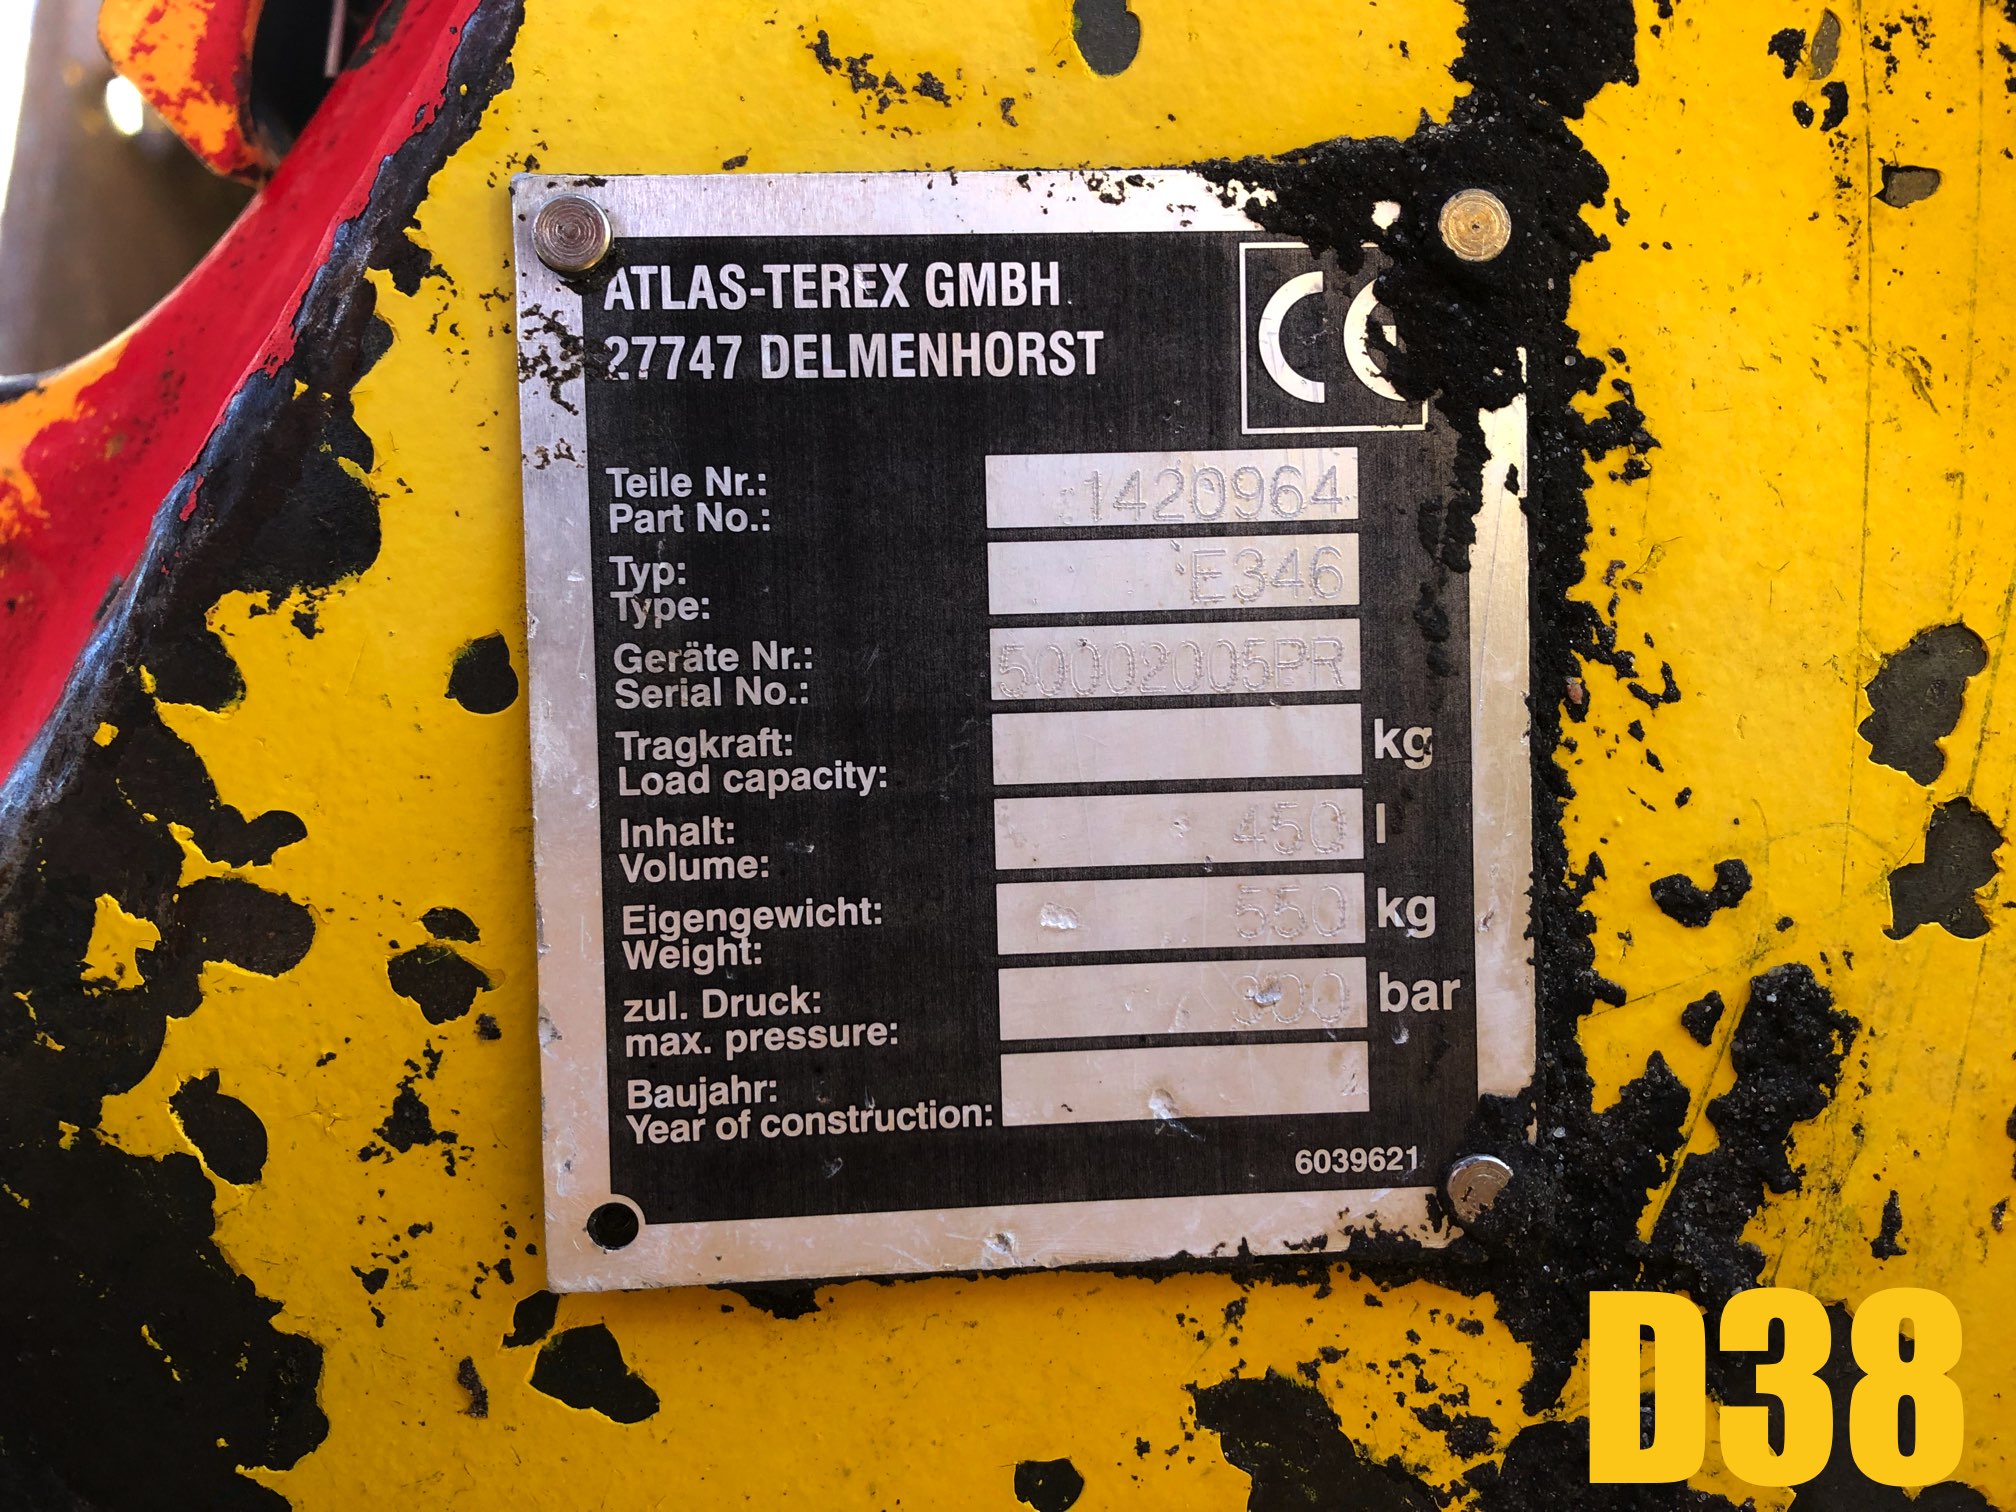 ATLAS-TEREX GMBH
27747 DELMENHORST
CE
Teile Nr.:
Part No.: 1420964
Typ:
Type: E346
Geräte Nr.:
Serial No.: 50002005PR
Tragkraft:
Load capacity: kg
Inhalt:
Volume: 450 l
Eigengewicht:
Weight: 550 kg
zul. Druck:
max. pressure: 300 bar
Baujahr:
Year of construction:
6039621
D38